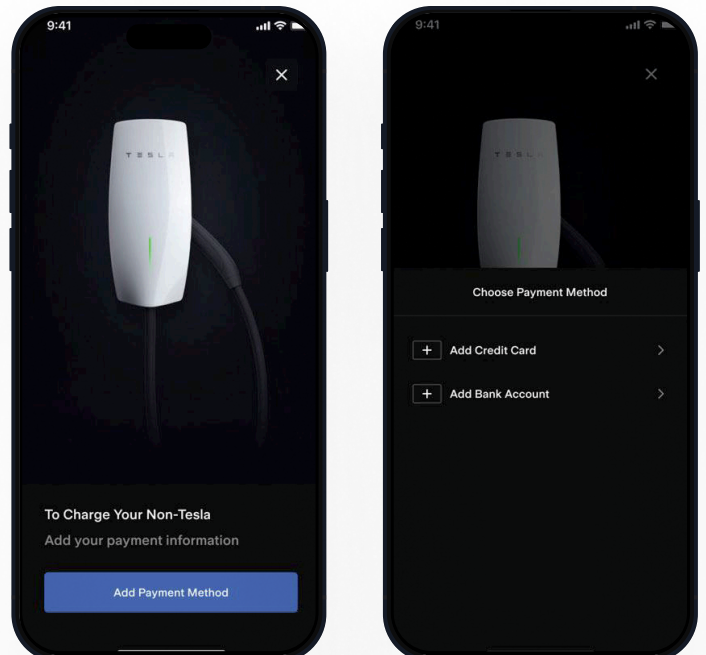 9:41
TESLA
To Charge Your Non-Tesla
Add your payment information
Add Payment Method
9:41
TESLA
Choose Payment Method
Add Credit Card
Add Bank Account